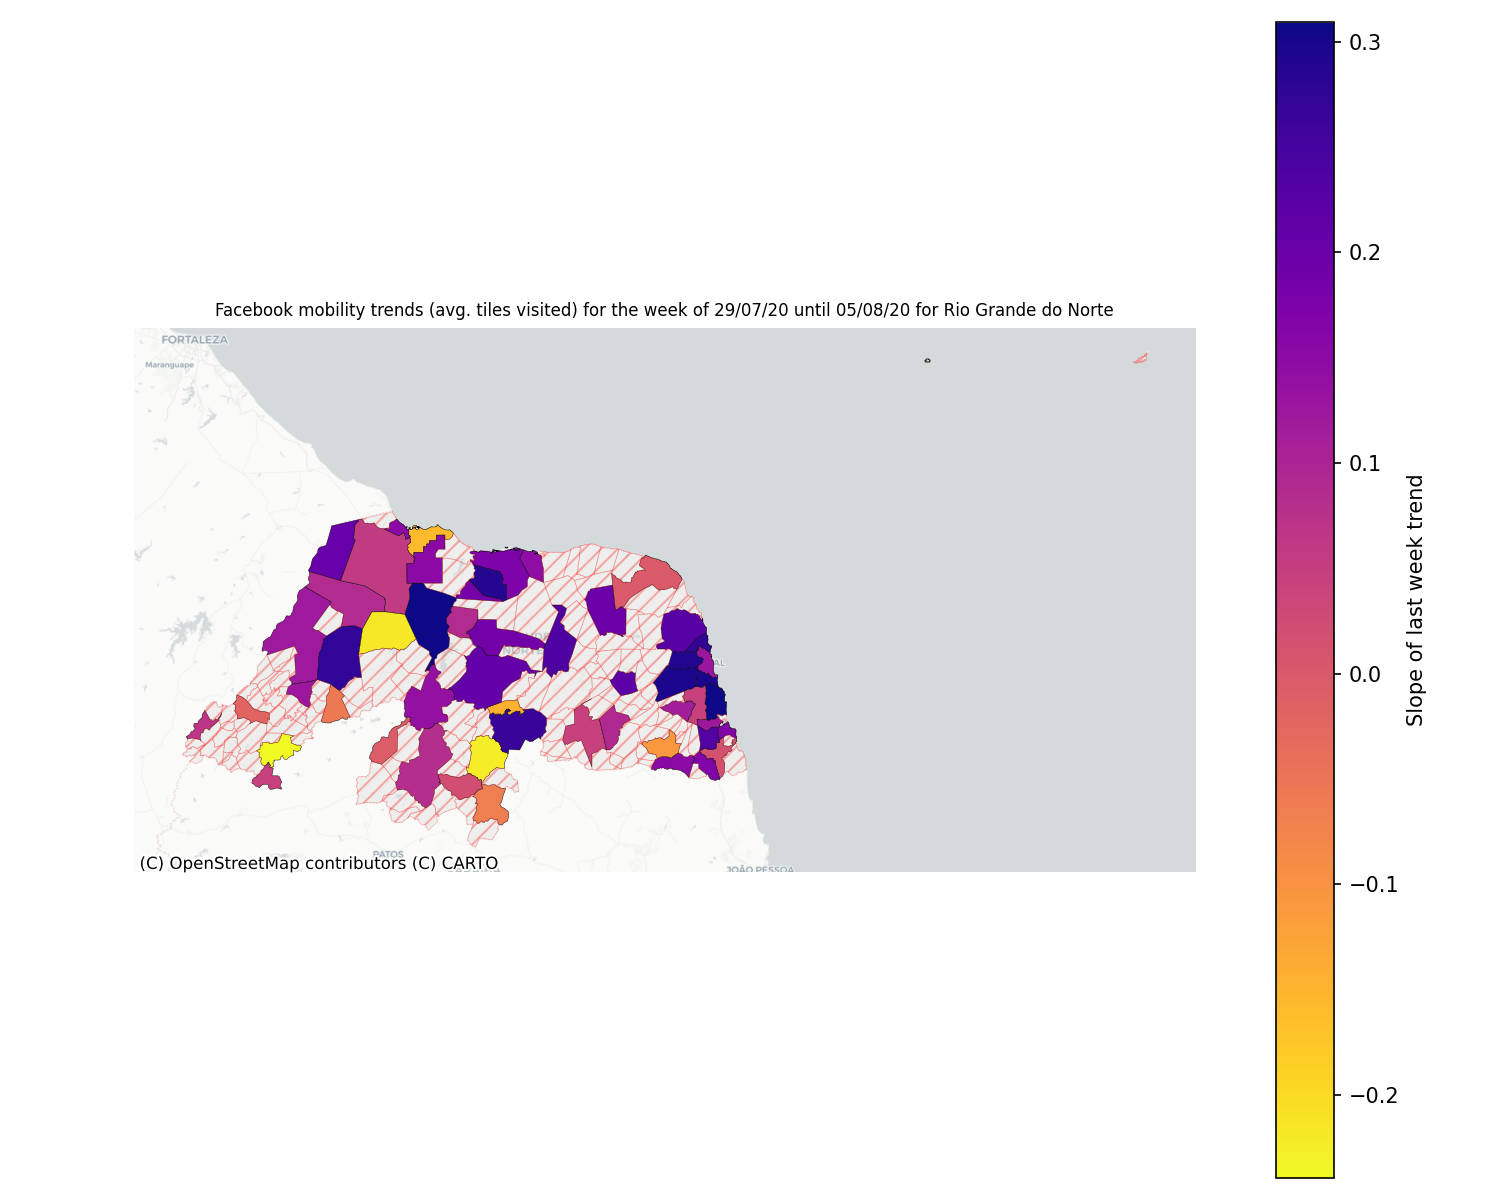 Facebook mobility trends (avg. tiles visited) for the week of 29/07/20 until 05/08/20 for Rio Grande do Norte
FORTALEZA
Maranguape
NORTE
AL
PATOS
JOÃO PESSOA
(C) OpenStreetMap contributors (C) CARTO
0.3
0.2
0.1
0.0
−0.1
−0.2
Slope of last week trend